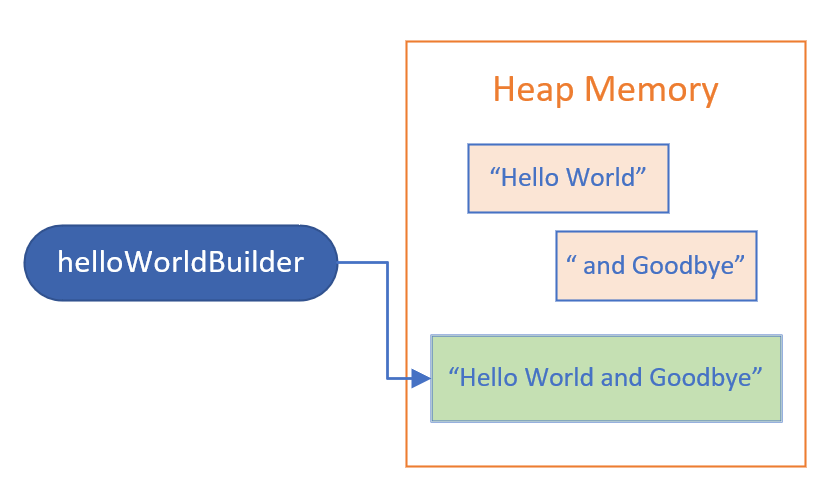 Heap Memory
“Hello World”
“ and Goodbye”
helloWorldBuilder
“Hello World and Goodbye”